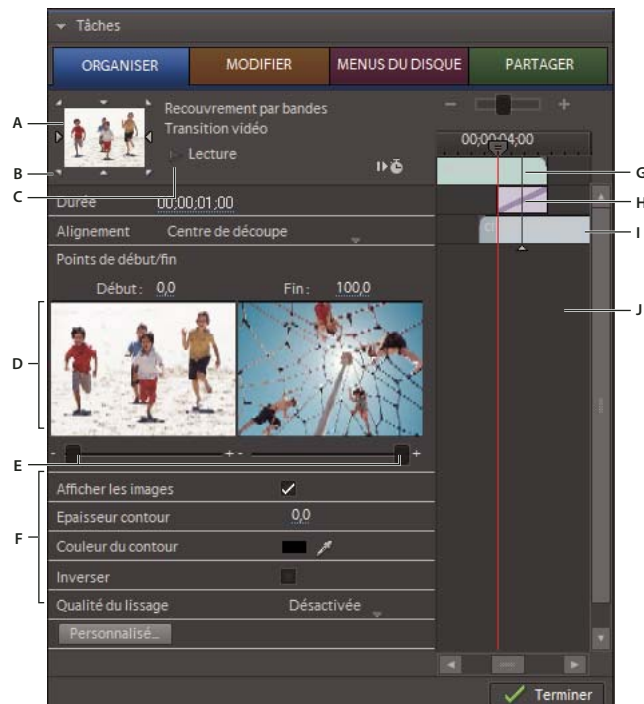 Tâches
ORGANISER MODIFIER MENUS DU DISQUE PARTAGER
A
Recouvrement par bandes
Transition vidéo
B
Lecture
C
00;00;04;00
G
H
I
J
Durée 00;00;01;00
Alignement Centre de découpe
Points de début/fin
Début : 0,0 Fin : 100,0
D
E
- + - +
F
Afficher les images
Epaisseur contour 0,0
Couleur du contour
Inverser
Qualité du lissage Désactivée
Personnalisé...
Terminer